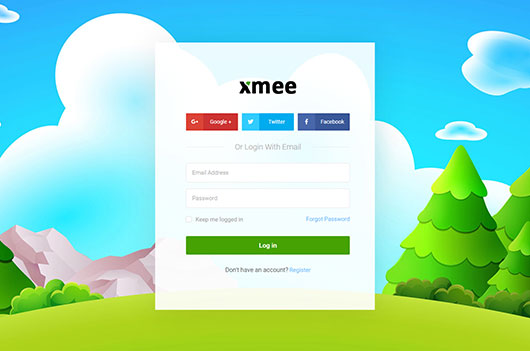 xmee
Google +
Twitter
Facebook
Or Login With Email
Email Address
Password
Keep me logged in
Forgot Password
Log in
Don't have an account? Register